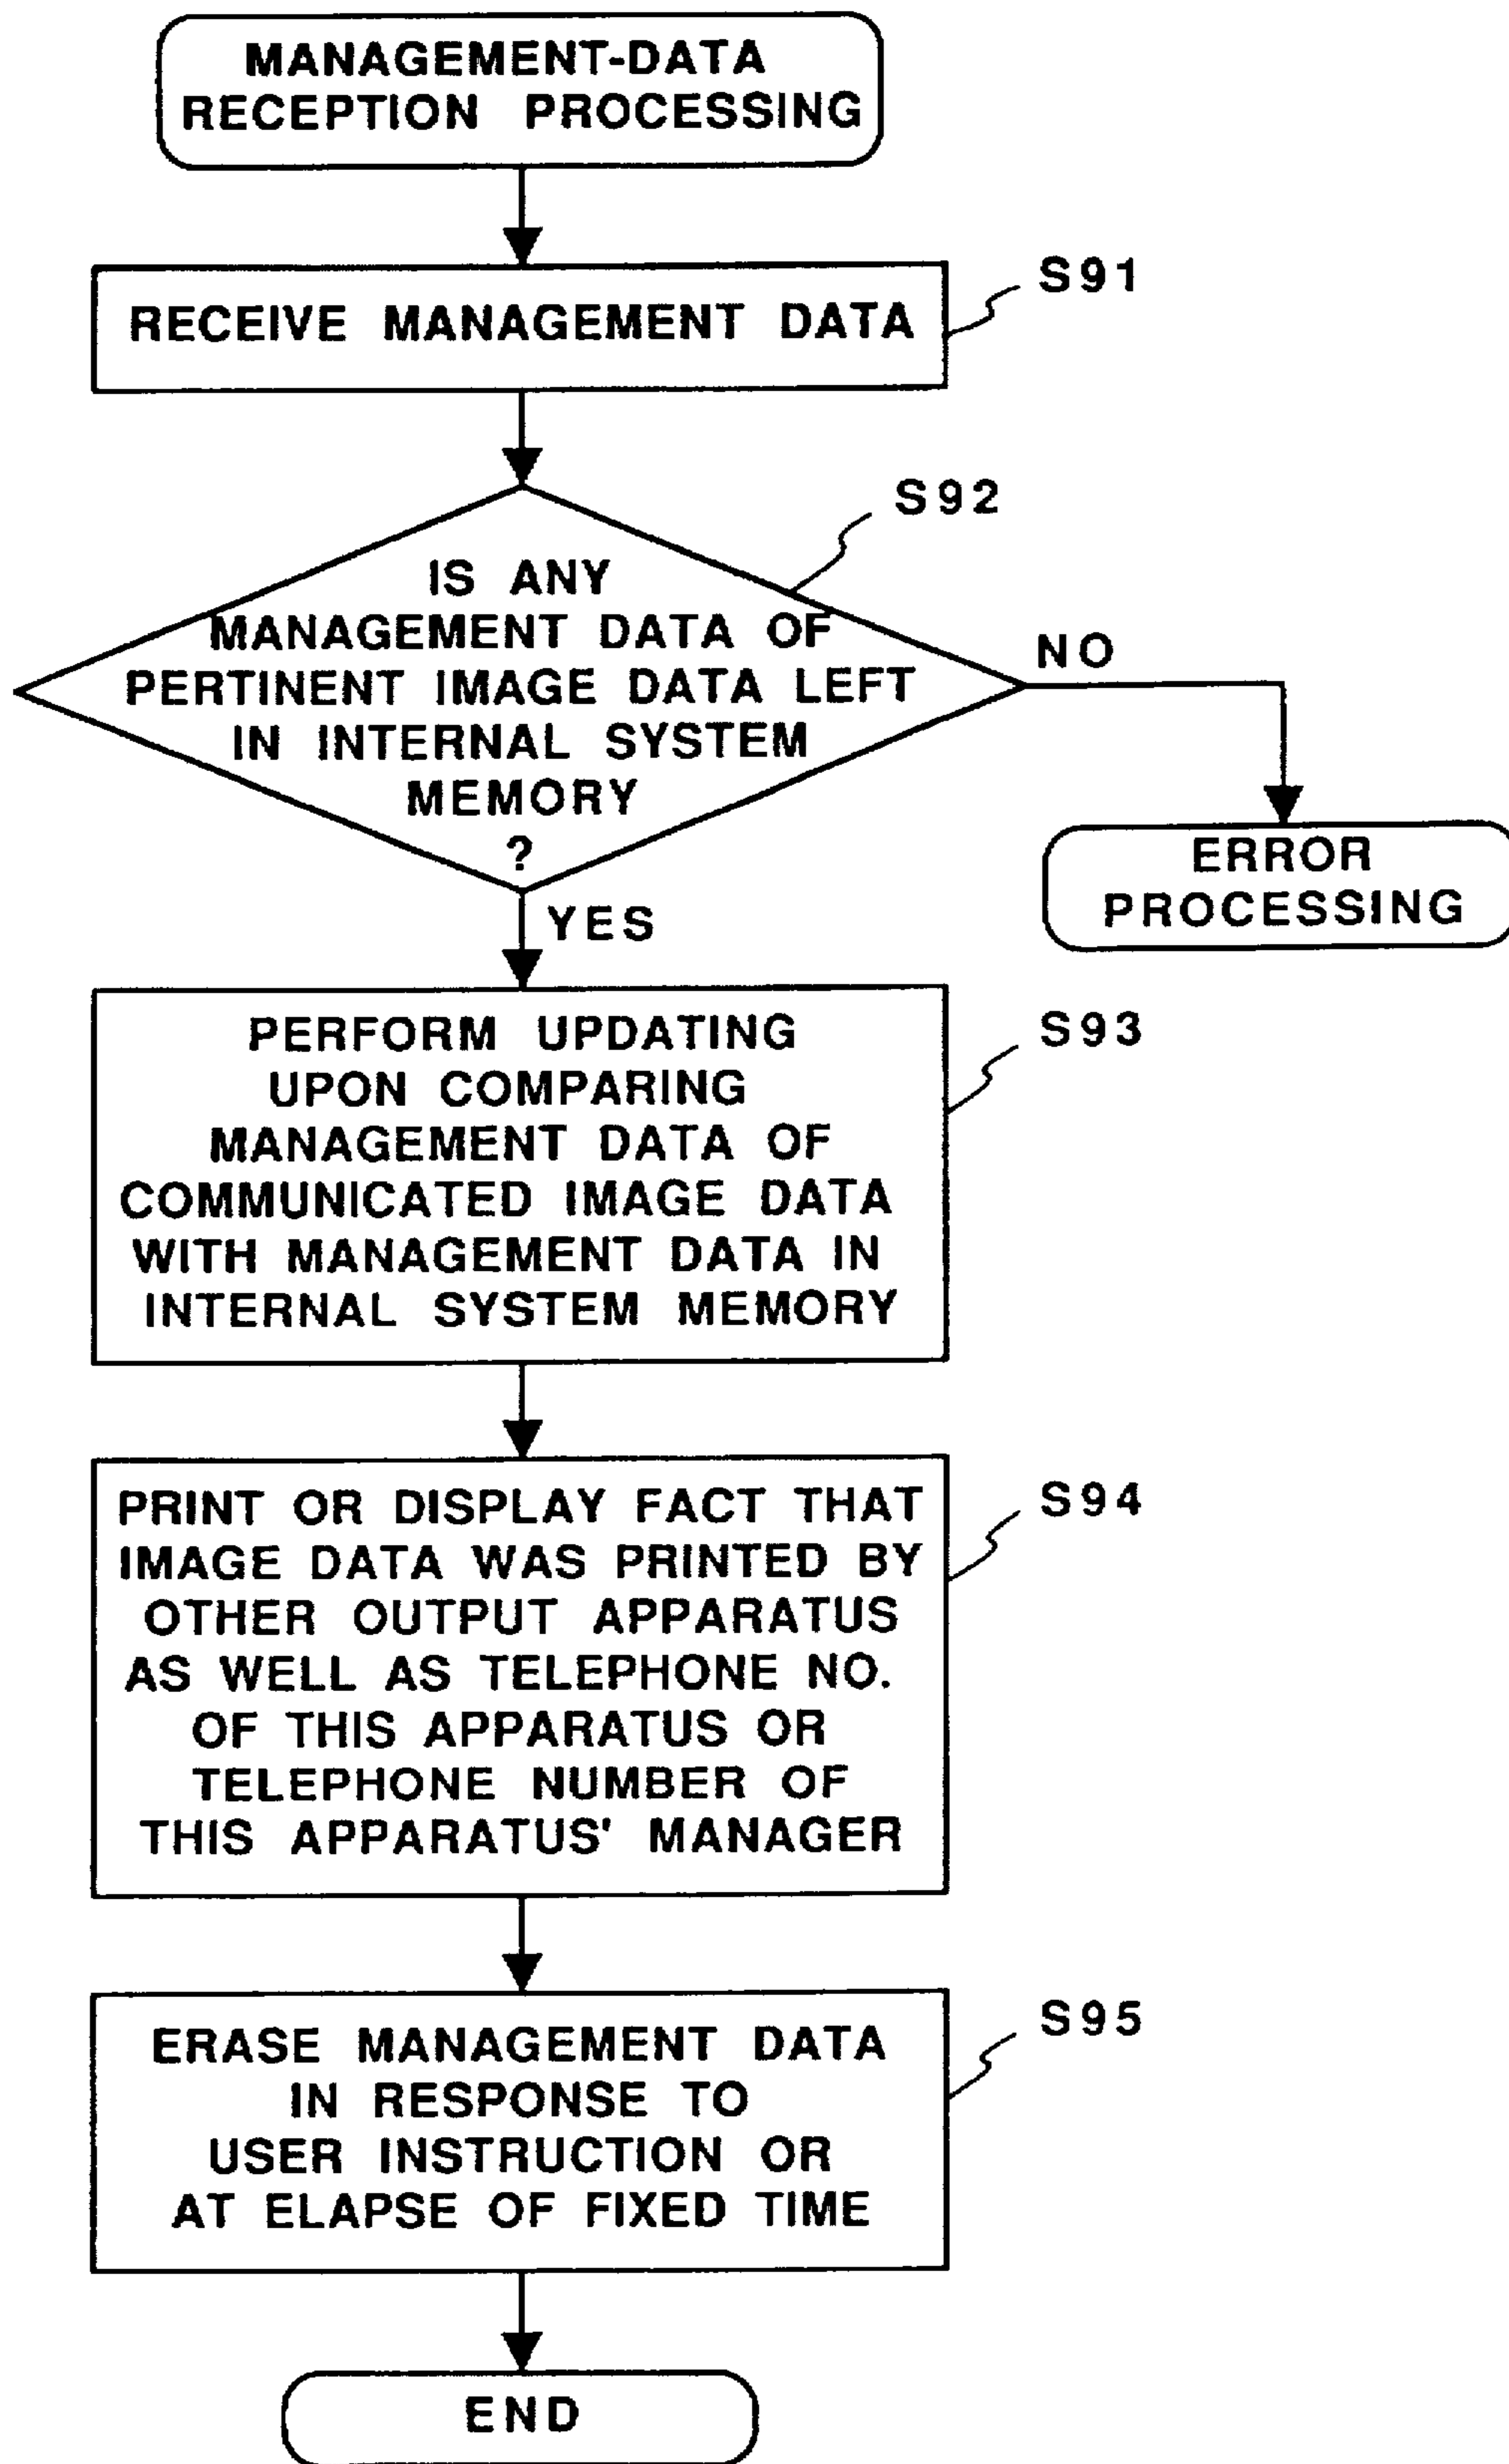 MANAGEMENT-DATA
RECEPTION PROCESSING
RECEIVE MANAGEMENT DATA
S91
S92
IS ANY
MANAGEMENT DATA OF
PERTINENT IMAGE DATA LEFT
IN INTERNAL SYSTEM
MEMORY
?
NO
ERROR
PROCESSING
YES
PERFORM UPDATING
UPON COMPARING
MANAGEMENT DATA OF
COMMUNICATED IMAGE DATA
WITH MANAGEMENT DATA IN
INTERNAL SYSTEM MEMORY
S93
PRINT OR DISPLAY FACT THAT
IMAGE DATA WAS PRINTED BY
OTHER OUTPUT APPARATUS
AS WELL AS TELEPHONE NO.
OF THIS APPARATUS OR
TELEPHONE NUMBER OF
THIS APPARATUS' MANAGER
S94
ERASE MANAGEMENT DATA
IN RESPONSE TO
USER INSTRUCTION OR
AT ELAPSE OF FIXED TIME
S95
END